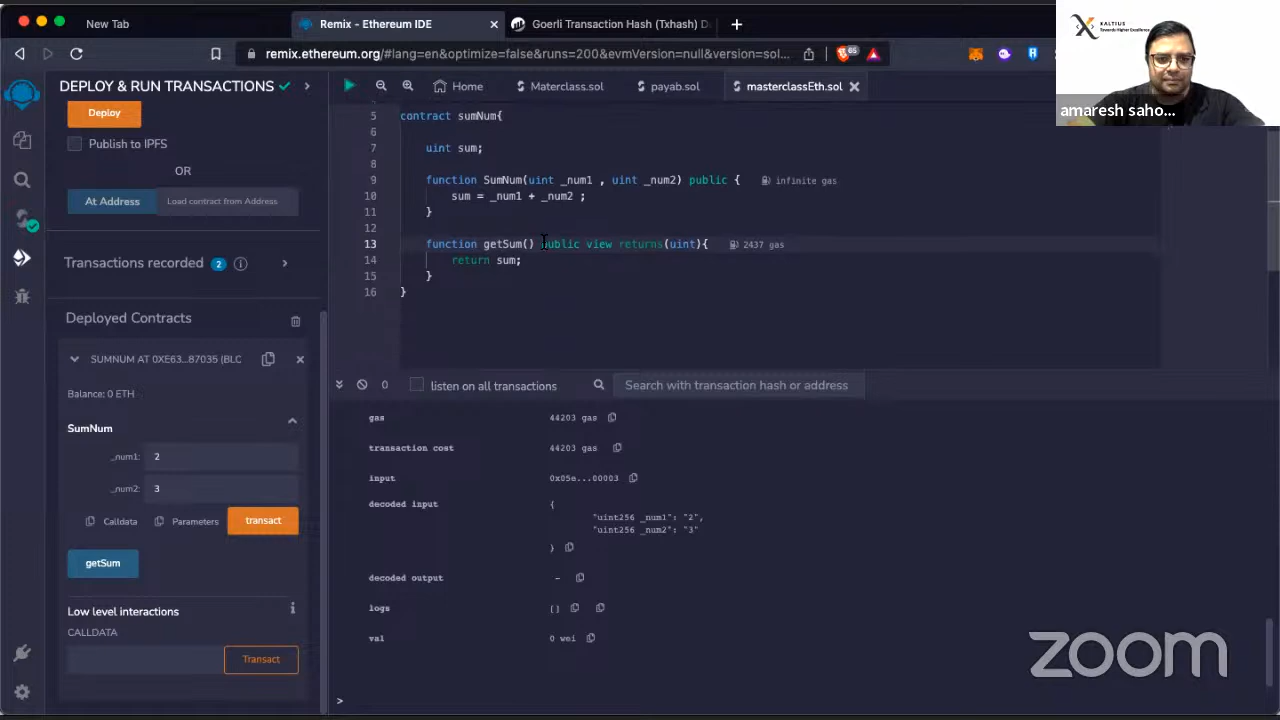 New Tab
Remix - Ethereum IDE
Goerli Transaction Hash (Txhash) D
remix.ethereum.org/#lang=en&optimize=false&runs=200&evmVersion=null&version=sol...
65
XALTIUS
Towards Higher Excellence
amaresh saho...
DEPLOY & RUN TRANSACTIONS
Home
Materclass.sol
payab.sol
masterclassEth.sol
Deploy
Publish to IPFS
OR
At Address
Load contract from Address
Transactions recorded 2 i
Deployed Contracts
SUMNUM AT 0XE63...87035 (BLC
Balance: 0 ETH
SumNum
_num1: 2
_num2: 3
Calldata
Parameters
transact
getSum
Low level interactions i
CALLDATA
Transact
5 contract sumNum{
6
7 uint sum;
8
9 function SumNum(uint _num1 , uint _num2) public { infinite gas
10 sum = _num1 + _num2 ;
11 }
12
13 function getSum() public view returns(uint){ 2437 gas
14 return sum;
15 }
16 }
0
listen on all transactions
Search with transaction hash or address
gas 44203 gas
transaction cost 44203 gas
input 0x05e...00003
decoded input {
"uint256 _num1": "2",
"uint256 _num2": "3"
}
decoded output -
logs []
val 0 wei
>
zoom